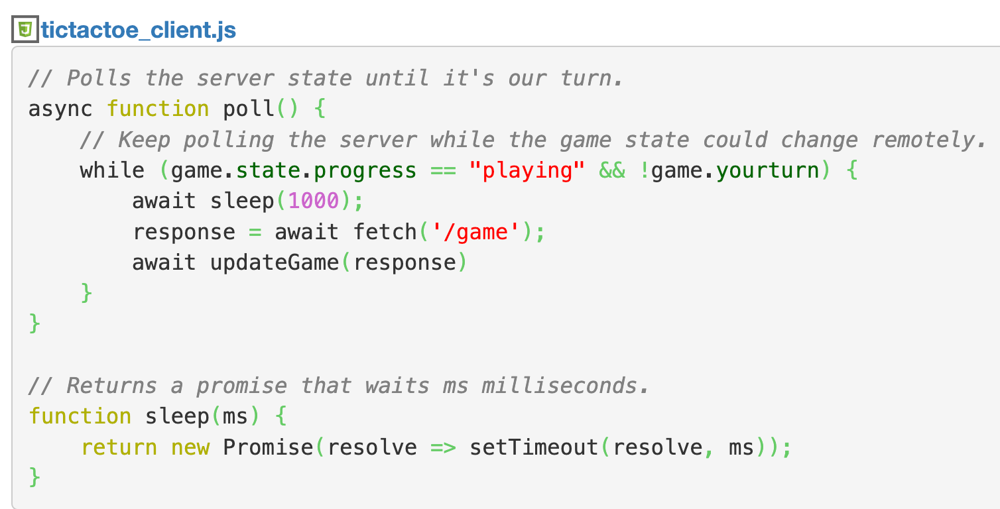 tictactoe_client.js
// Polls the server state until it's our turn.
async function poll() {
    // Keep polling the server while the game state could change remotely.
    while (game.state.progress == "playing" && !game.yourturn) {
        await sleep(1000);
        response = await fetch('/game');
        await updateGame(response)
    }
}

// Returns a promise that waits ms milliseconds.
function sleep(ms) {
    return new Promise(resolve => setTimeout(resolve, ms));
}